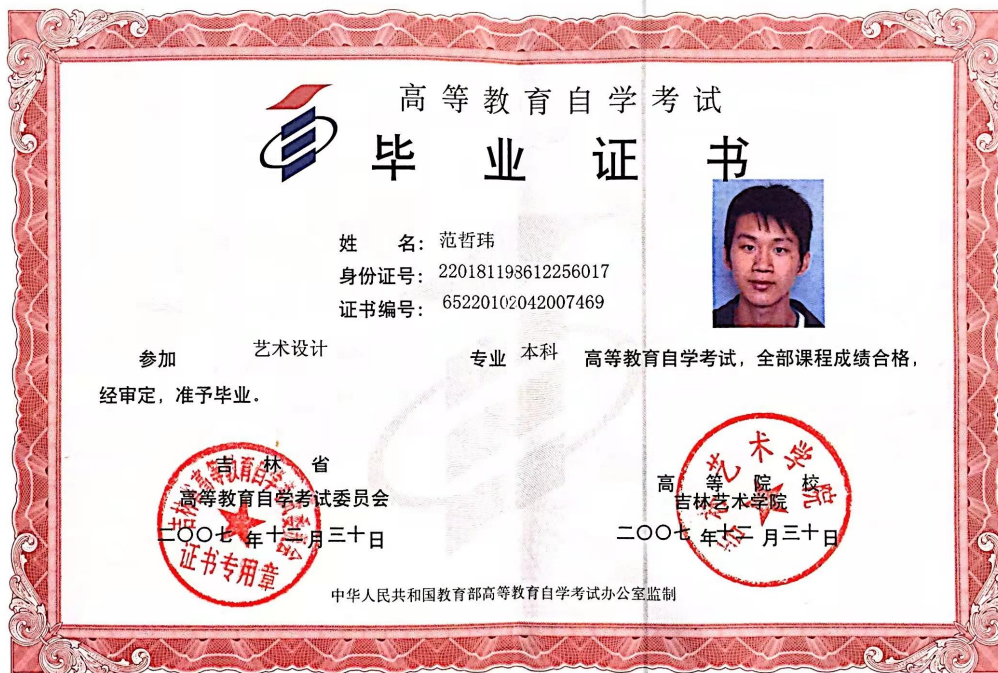 高等教育自学考试
毕业证书
姓 名：范哲玮
身份证号：220181198612256017
证书编号：65220102042007469
参加 艺术设计 专业 本科 高等教育自学考试，全部课程成绩合格，
经审定，准予毕业。
吉林省
高等教育自学考试委员会
二〇〇七年十二月三十日
证书专用章
高等院校
吉林艺术学院
二〇〇七年十二月三十日
吉林艺术学院
中华人民共和国教育部高等教育自学考试办公室监制